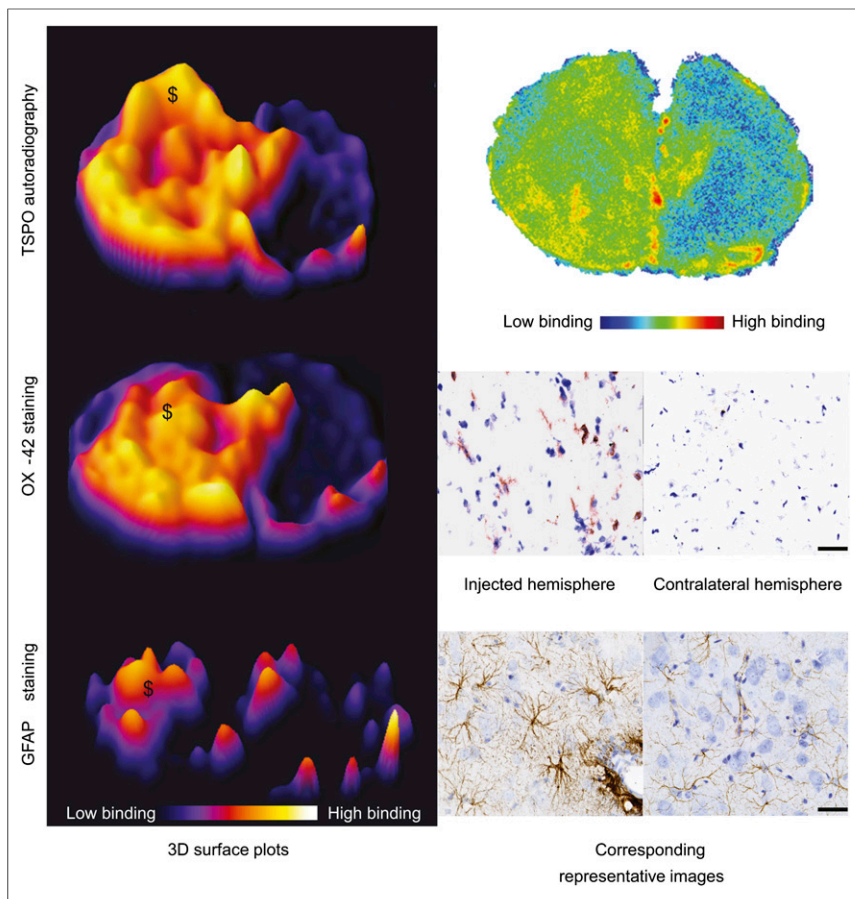 TSPO autoradiography
$
Low binding High binding
OX -42 staining
$
Injected hemisphere Contralateral hemisphere
GFAP staining
$
Low binding High binding
3D surface plots
Corresponding
representative images